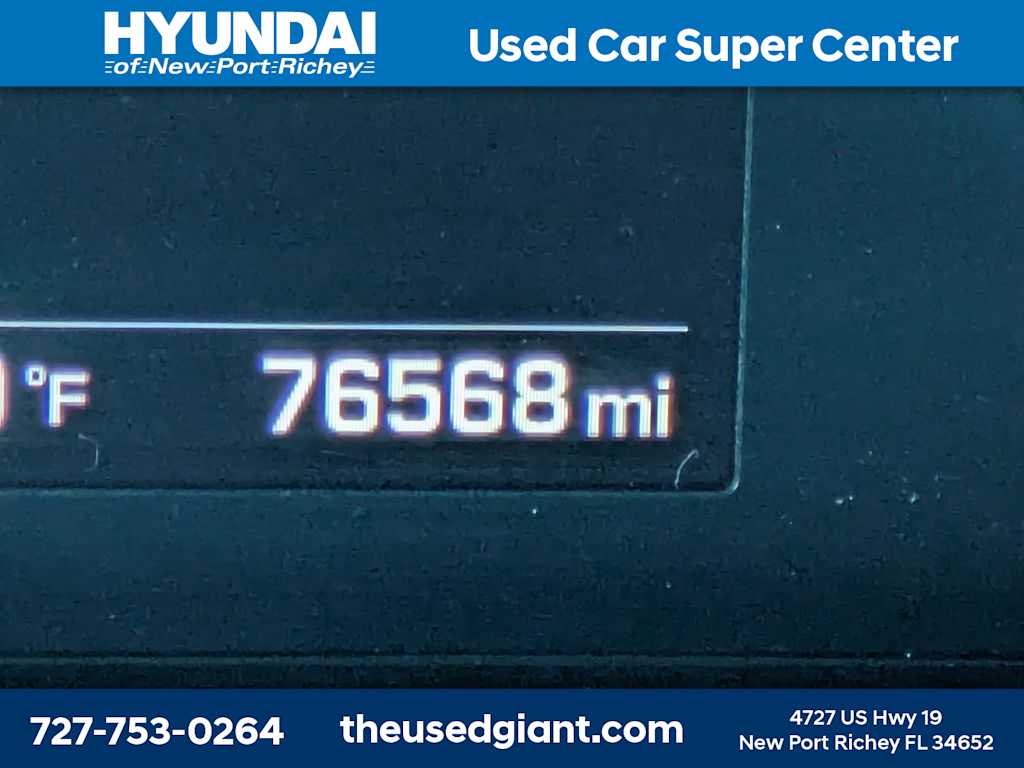 HYUNDAI
of New Port Richey
Used Car Super Center
°F 76568 mi
727-753-0264
theusedgiant.com
4727 US Hwy 19
New Port Richey FL 34652